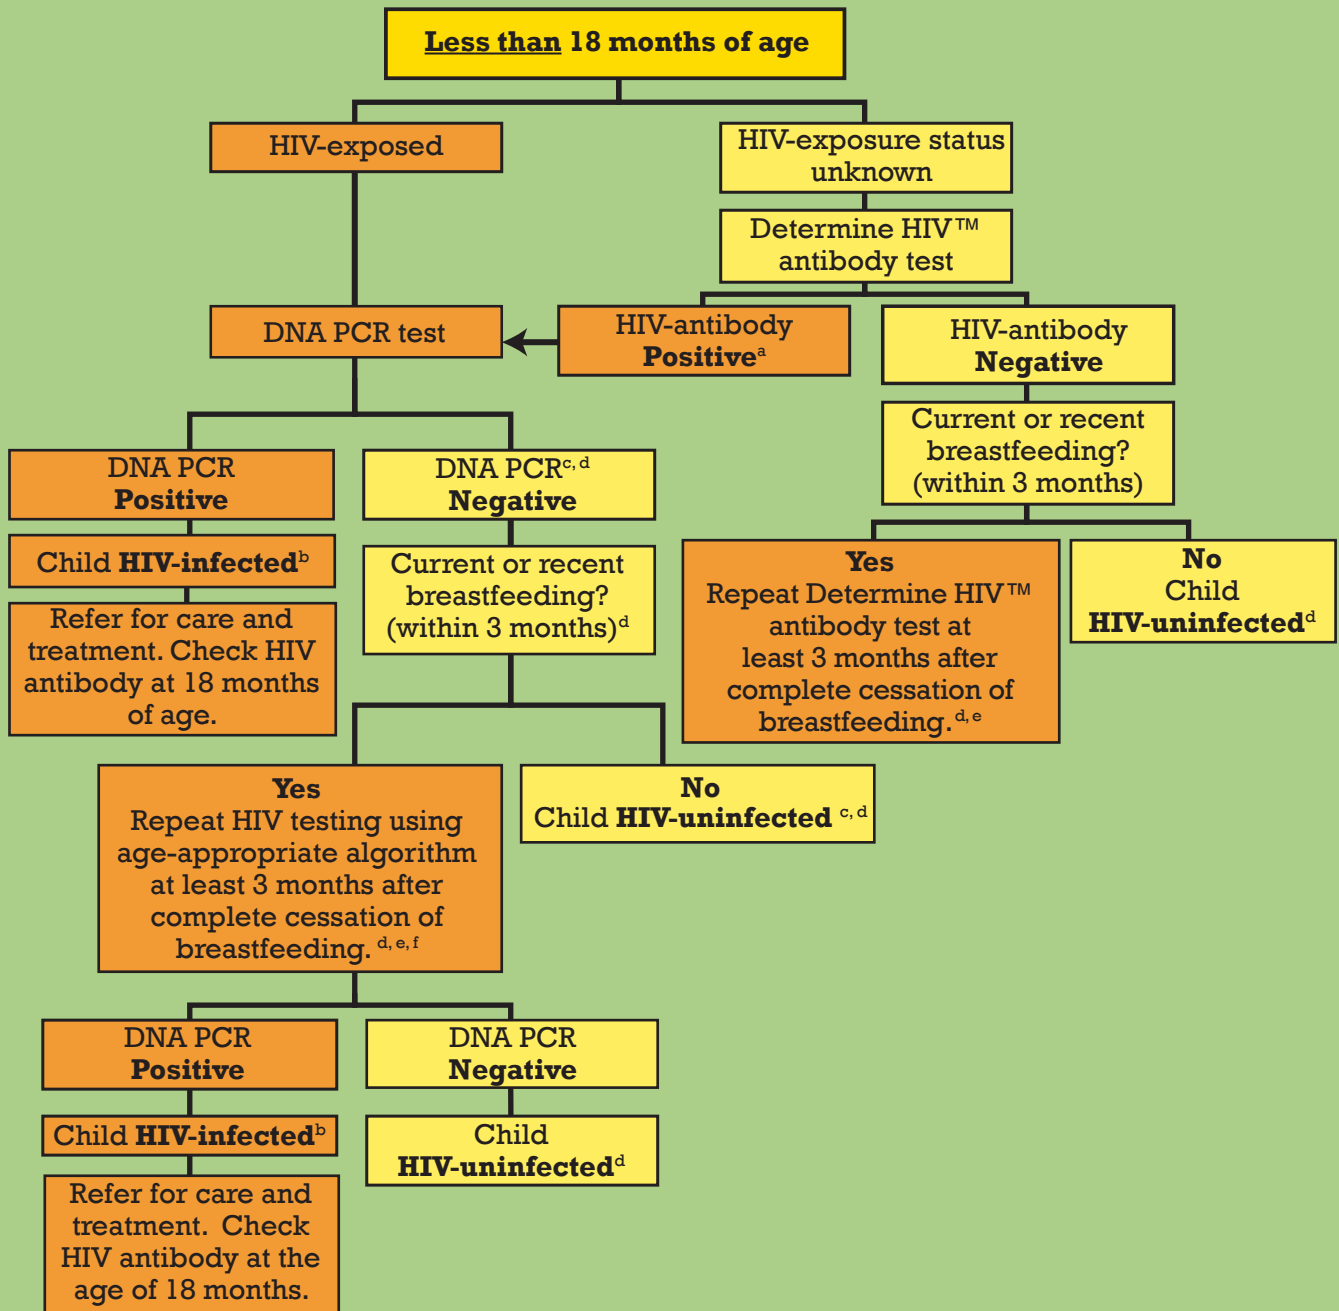 Less than 18 months of age
HIV-exposed
HIV-exposure status
unknown
Determine HIV™
antibody test
DNA PCR test
HIV-antibody
Positiveᵃ
HIV-antibody
Negative
Current or recent
breastfeeding?
(within 3 months)
DNA PCR
Positive
DNA PCRᶜ, ᵈ
Negative
Child HIV-infectedᵇ
Current or recent
breastfeeding?
(within 3 months)ᵈ
Yes
Repeat Determine HIV™
antibody test at
least 3 months after
complete cessation of
breastfeeding. ᵈ, ᵉ
No
Child
HIV-uninfectedᵈ
Refer for care and
treatment. Check HIV
antibody at 18 months
of age.
Yes
Repeat HIV testing using
age-appropriate algorithm
at least 3 months after
complete cessation of
breastfeeding. ᵈ, ᵉ, ᶠ
No
Child HIV-uninfected ᶜ, ᵈ
DNA PCR
Positive
DNA PCR
Negative
Child HIV-infectedᵇ
Child
HIV-uninfectedᵈ
Refer for care and
treatment. Check
HIV antibody at the
age of 18 months.